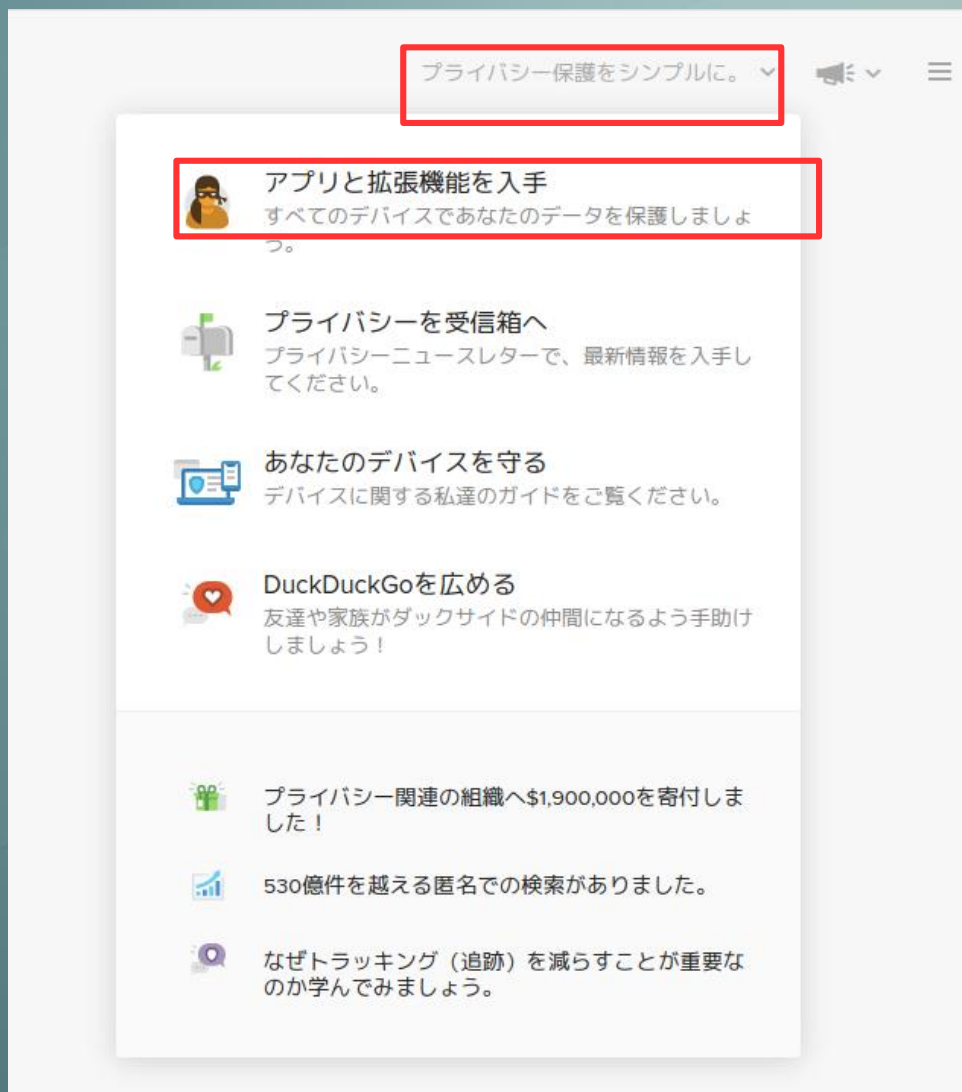 プライバシー保護をシンプルに。
アプリと拡張機能を入手
すべてのデバイスであなたのデータを保護しましょ
う。
プライバシーを受信箱へ
プライバシーニュースレターで、最新情報を入手し
てください。
あなたのデバイスを守る
デバイスに関する私達のガイドをご覧ください。
DuckDuckGoを広める
友達や家族がダックサイドの仲間になるよう手助け
しましょう！
プライバシー関連の組織へ$1,900,000を寄付しま
した！
530億件を越える匿名での検索がありました。
なぜトラッキング（追跡）を減らすことが重要な
のか学んでみましょう。